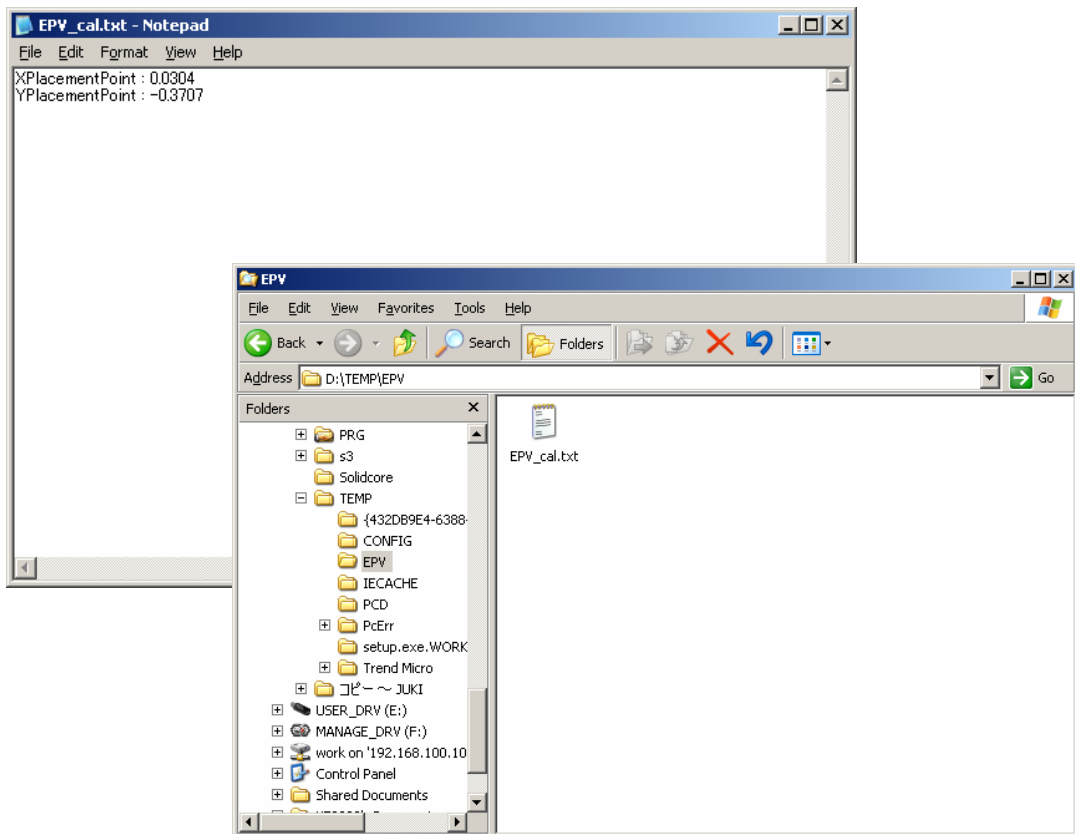 EPV_cal.txt - Notepad
File Edit Format View Help
XPlacementPoint : 0.0304
YPlacementPoint : -0.3707
EPV
File Edit View Favorites Tools Help
Back Search Folders
Address D:\TEMP\EPV Go
Folders
PRG
s3
Solidcore
TEMP
{432DB9E4-6388-
CONFIG
EPV
IECACHE
PCD
PcErr
setup.exe.WORK
Trend Micro
コピー ～ JUKI
USER_DRV (E:)
MANAGE_DRV (F:)
work on '192.168.100.10
Control Panel
Shared Documents
EPV_cal.txt